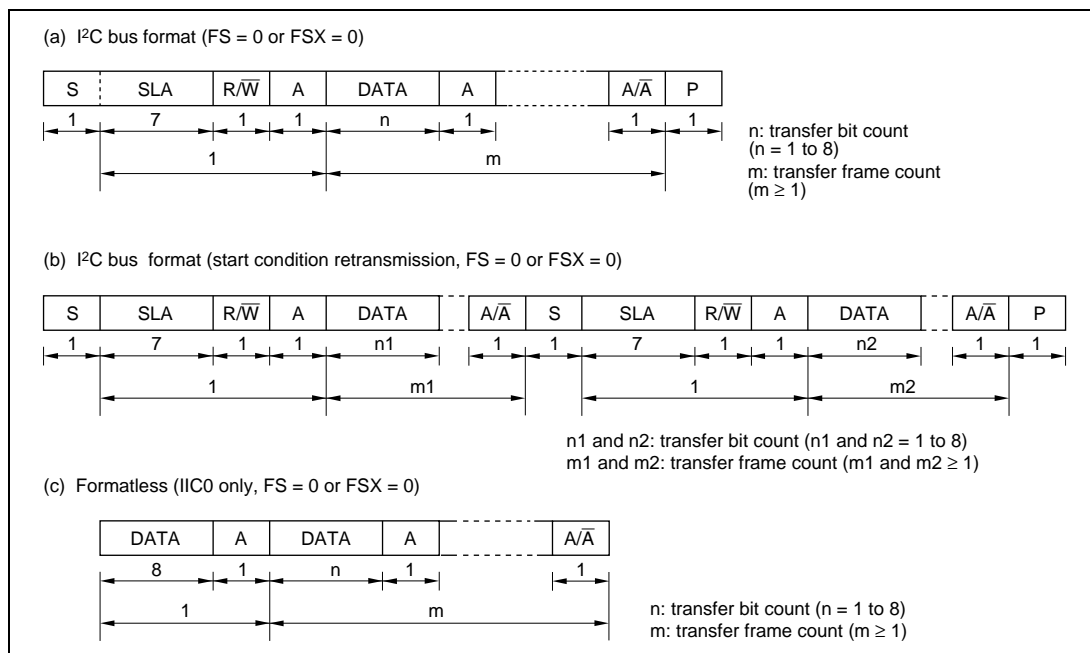 (a) I²C bus format (FS = 0 or FSX = 0)
S SLA R/W̅ A DATA A A/A̅ P
1 7 1 1 n 1 1 1
1 m
n: transfer bit count
(n = 1 to 8)
m: transfer frame count
(m ≥ 1)
(b) I²C bus format (start condition retransmission, FS = 0 or FSX = 0)
S SLA R/W̅ A DATA A/A̅ S SLA R/W̅ A DATA A/A̅ P
1 7 1 1 n1 1 1 7 1 1 n2 1 1
1 m1 1 m2
n1 and n2: transfer bit count (n1 and n2 = 1 to 8)
m1 and m2: transfer frame count (m1 and m2 ≥ 1)
(c) Formatless (IIC0 only, FS = 0 or FSX = 0)
DATA A DATA A A/A̅
8 1 n 1 1
1 m
n: transfer bit count (n = 1 to 8)
m: transfer frame count (m ≥ 1)